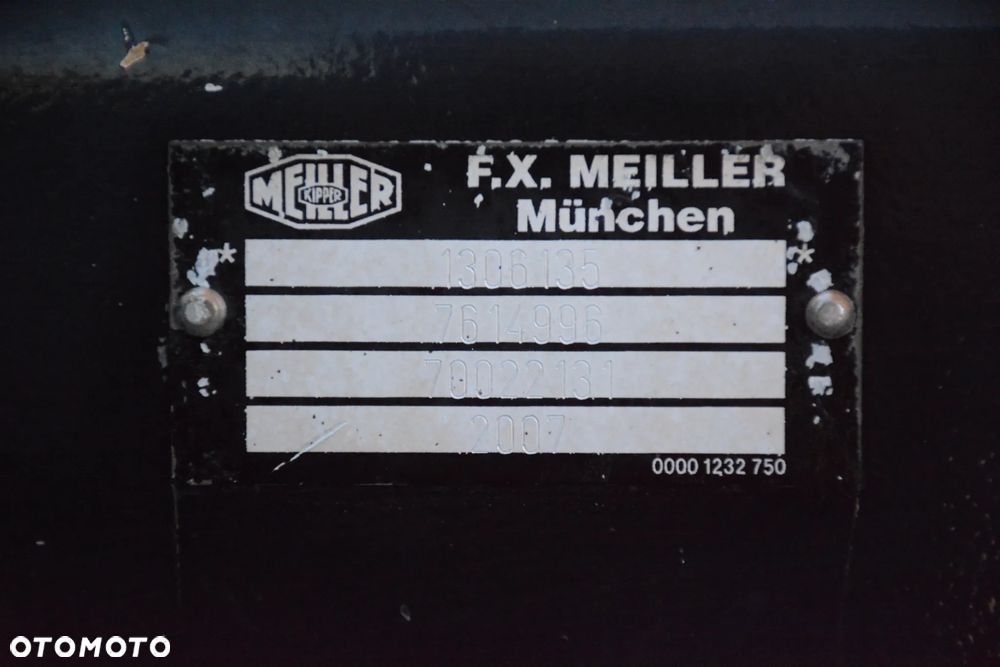 MEILLER
KIPPER
F.X. MEILLER
München
* 1306135 *
7614996
70022131
2007
0000 1232 750
OTOMOTO